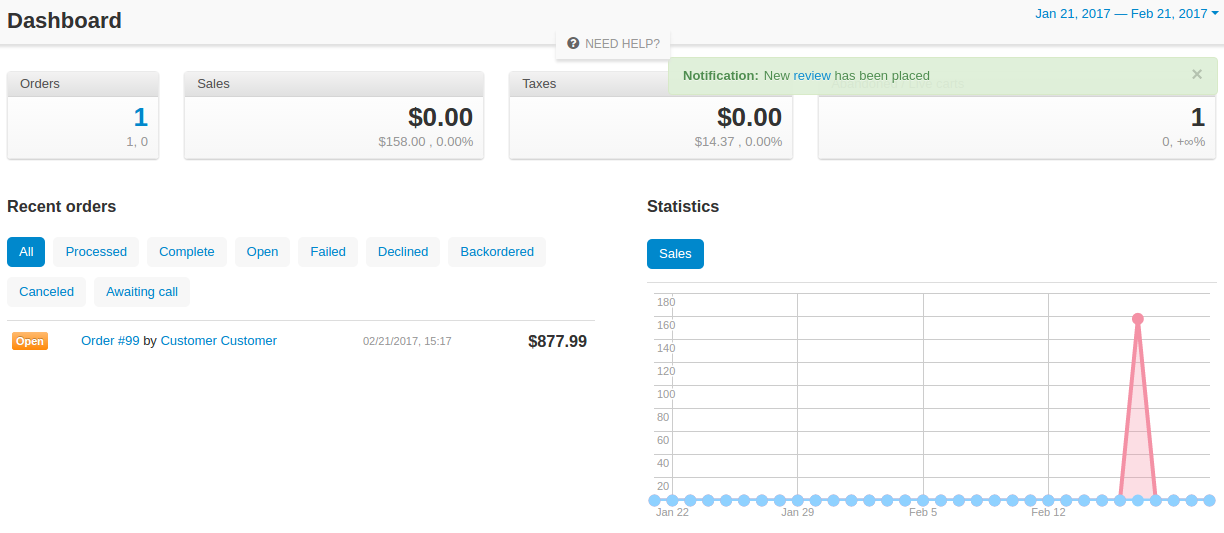 Dashboard
Jan 21, 2017 — Feb 21, 2017
NEED HELP?
Notification: New review has been placed ×
Orders
1
1, 0
Sales
$0.00
$158.00 , 0.00%
Taxes
$0.00
$14.37 , 0.00%
Abandoned / Live carts
1
0, +∞%
Recent orders
All Processed Complete Open Failed Declined Backordered
Canceled Awaiting call
Open Order #99 by Customer Customer 02/21/2017, 15:17 $877.99
Statistics
Sales
180
160
140
120
100
80
60
40
20
Jan 22 Jan 29 Feb 5 Feb 12